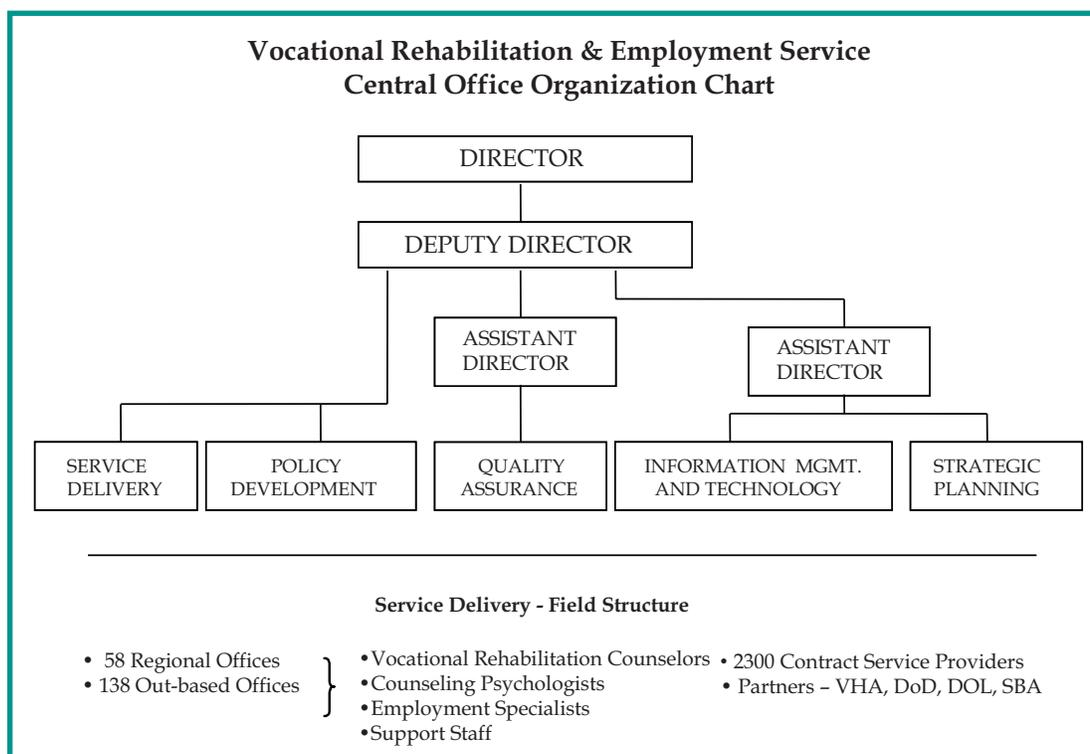 Vocational Rehabilitation & Employment Service
Central Office Organization Chart
DIRECTOR
DEPUTY DIRECTOR
ASSISTANT
DIRECTOR
ASSISTANT
DIRECTOR
SERVICE
DELIVERY
POLICY
DEVELOPMENT
QUALITY
ASSURANCE
INFORMATION MGMT.
AND TECHNOLOGY
STRATEGIC
PLANNING
Service Delivery - Field Structure
• 58 Regional Offices
• 138 Out-based Offices
•Vocational Rehabilitation Counselors
•Counseling Psychologists
•Employment Specialists
•Support Staff
• 2300 Contract Service Providers
• Partners – VHA, DoD, DOL, SBA